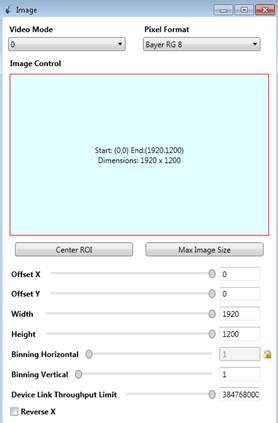 Image
Video Mode
Pixel Format
0
Bayer RG 8
Image Control
Start: (0,0) End:(1920.1200)
Dimensions: 1920 x 1200
Center ROI
Max Image Size
Offset X
0
Offset Y
0
Width
1920
Height
1200
Binning Horizontal
1
Binning Vertical
1
Device Link Throughput Limit
384768000
Reverse X